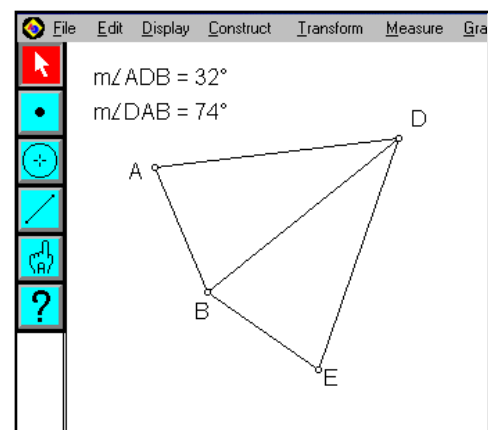 File Edit Display Construct Transform Measure Gra
m∠ADB = 32°
m∠DAB = 74°
D
A
B
E
A
?